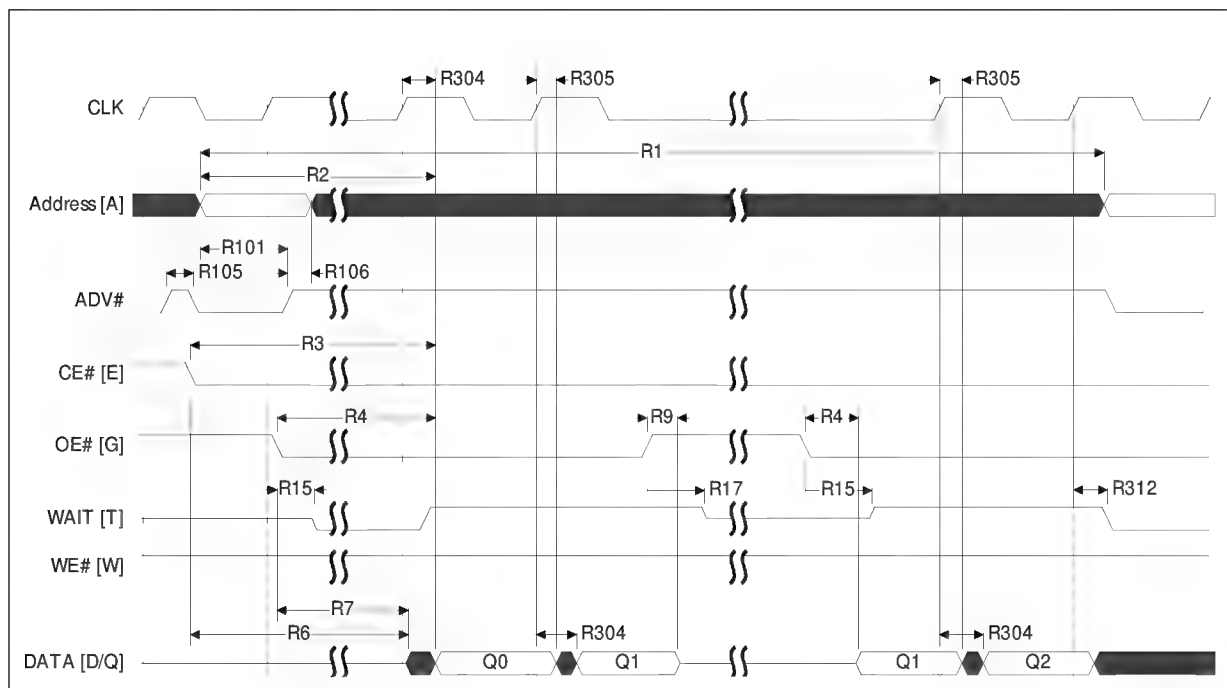 R304 R305 R305
CLK
R1
R2
Address [A]
R101
R105 R106
ADV#
R3
CE# [E]
R4 R9 R4
OE# [G]
R15 R17 R15 R312
WAIT [T]
WE# [W]
R7
R6 R304 R304
DATA [D/Q] Q0 Q1 Q1 Q2